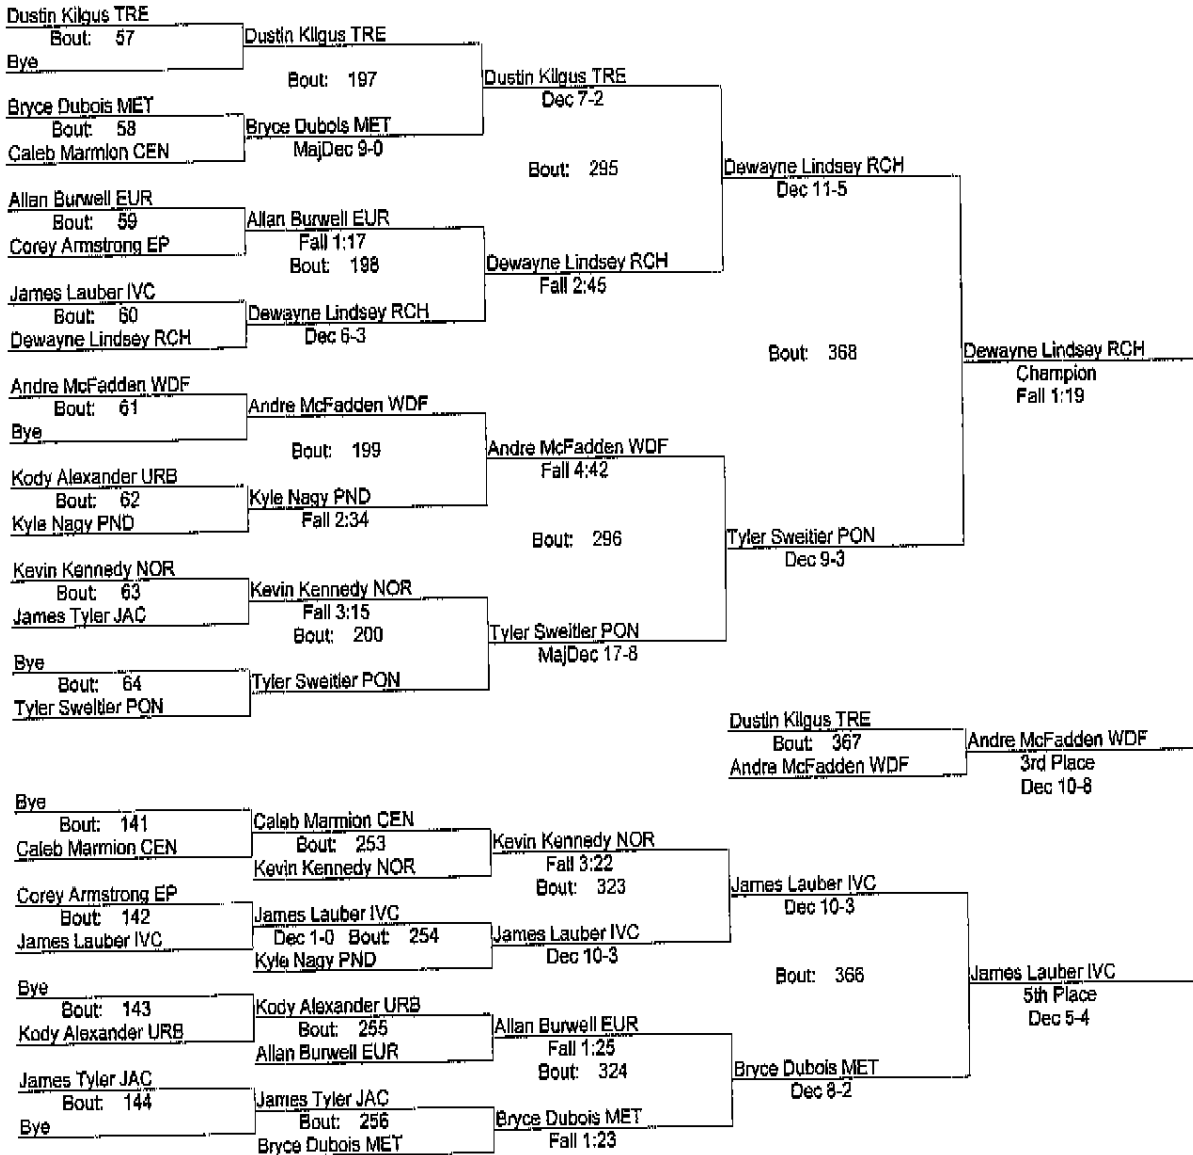 Dustin Kilgus TRE
Bout: 57
Bye
Dustin Kilgus TRE
Bout: 197
Bryce Dubois MET
Bout: 58
Caleb Marmion CEN
Bryce Dubois MET
MajDec 9-0
Dustin Kilgus TRE
Dec 7-2
Bout: 295
Allan Burwell EUR
Bout: 59
Corey Armstrong EP
Allan Burwell EUR
Fall 1:17
Bout: 198
James Lauber IVC
Bout: 60
Dewayne Lindsey RCH
Dewayne Lindsey RCH
Dec 6-3
Dewayne Lindsey RCH
Fall 2:45
Dewayne Lindsey RCH
Dec 11-5
Bout: 368
Dewayne Lindsey RCH
Champion
Fall 1:19
Andre McFadden WDF
Bout: 61
Bye
Andre McFadden WDF
Bout: 199
Kody Alexander URB
Bout: 62
Kyle Nagy PND
Kyle Nagy PND
Fall 2:34
Andre McFadden WDF
Fall 4:42
Bout: 296
Tyler Sweitier PON
Dec 9-3
Kevin Kennedy NOR
Bout: 63
James Tyler JAC
Kevin Kennedy NOR
Fall 3:15
Bout: 200
Bye
Bout: 64
Tyler Sweitier PON
Tyler Sweitier PON
Tyler Sweitier PON
MajDec 17-8
Dustin Kilgus TRE
Bout: 367
Andre McFadden WDF
Andre McFadden WDF
3rd Place
Dec 10-8
Bye
Bout: 141
Caleb Marmion CEN
Caleb Marmion CEN
Bout: 253
Kevin Kennedy NOR
Kevin Kennedy NOR
Fall 3:22
Bout: 323
Corey Armstrong EP
Bout: 142
James Lauber IVC
James Lauber IVC
Dec 1-0 Bout: 254
Kyle Nagy PND
James Lauber IVC
Dec 10-3
James Lauber IVC
Dec 10-3
Bout: 366
James Lauber IVC
5th Place
Dec 5-4
Bye
Bout: 143
Kody Alexander URB
Kody Alexander URB
Bout: 255
Allan Burwell EUR
Allan Burwell EUR
Fall 1:25
Bout: 324
James Tyler JAC
Bout: 144
Bye
James Tyler JAC
Bout: 256
Bryce Dubois MET
Bryce Dubois MET
Fall 1:23
Bryce Dubois MET
Dec 8-2